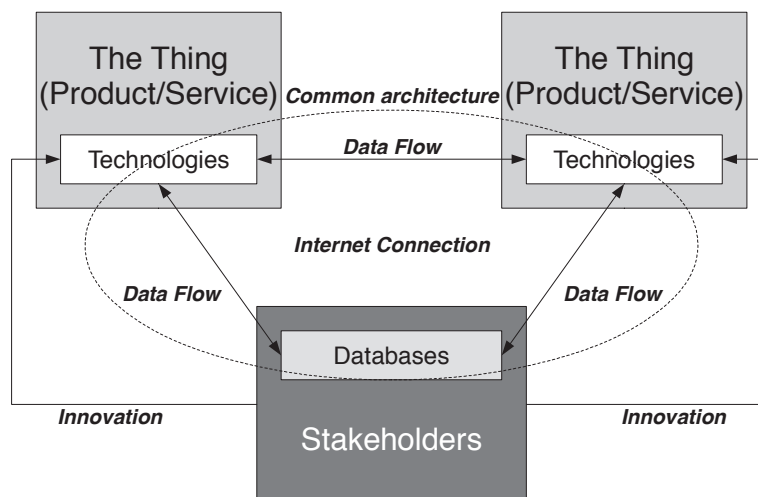 The Thing
(Product/Service)
The Thing
(Product/Service)
Common architecture
Technologies
Data Flow
Technologies
Internet Connection
Data Flow
Data Flow
Databases
Innovation
Innovation
Stakeholders